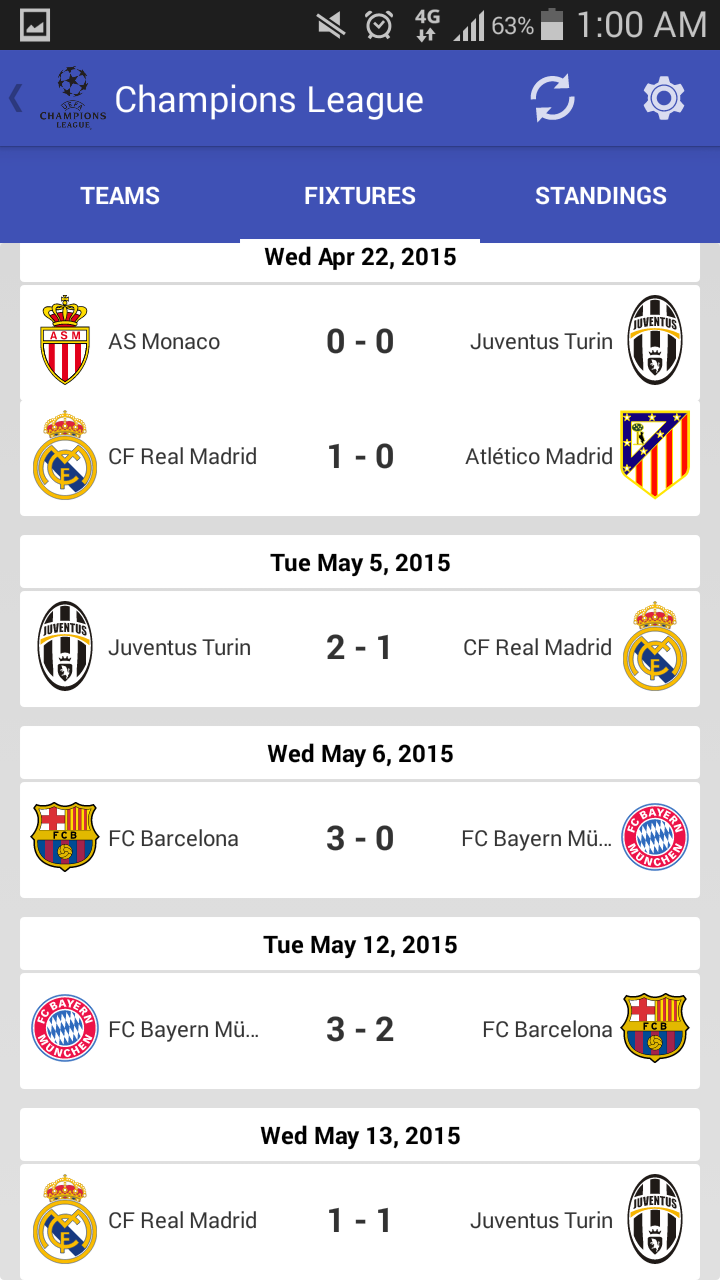 4G 63% 1:00 AM
UEFA
CHAMPIONS
LEAGUE
Champions League
TEAMS FIXTURES STANDINGS
Wed Apr 22, 2015
ASM AS Monaco 0 - 0 Juventus Turin JUVENTUS
CF Real Madrid 1 - 0 Atlético Madrid
Tue May 5, 2015
JUVENTUS Juventus Turin 2 - 1 CF Real Madrid
Wed May 6, 2015
FCB FC Barcelona 3 - 0 FC Bayern Mü... FC BAYERN MÜNCHEN
Tue May 12, 2015
FC BAYERN MÜNCHEN FC Bayern Mü... 3 - 2 FC Barcelona FCB
Wed May 13, 2015
CF Real Madrid 1 - 1 Juventus Turin JUVENTUS